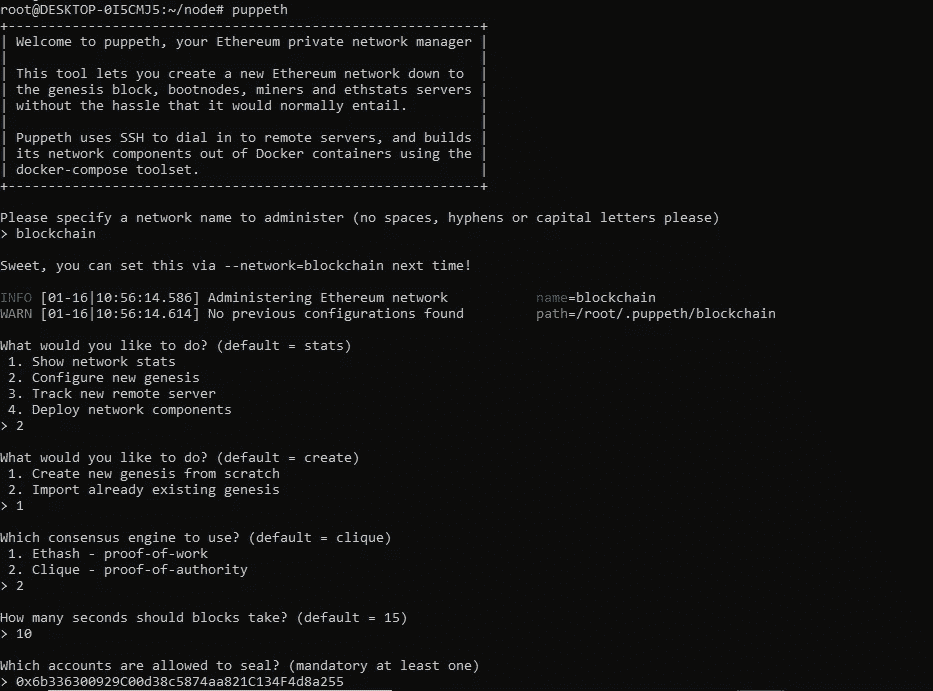 root@DESKTOP-0I5CMJ5:~/node# puppeth
+-----------------------------------------------------------+
| Welcome to puppeth, your Ethereum private network manager |
|                                                           |
| This tool lets you create a new Ethereum network down to  |
| the genesis block, bootnodes, miners and ethstats servers |
| without the hassle that it would normally entail.         |
|                                                           |
| Puppeth uses SSH to dial in to remote servers, and builds |
| its network components out of Docker containers using the |
| docker-compose toolset.                                   |
+-----------------------------------------------------------+
Please specify a network name to administer (no spaces, hyphens or capital letters please)
> blockchain
Sweet, you can set this via --network=blockchain next time!
INFO [01-16|10:56:14.586] Administering Ethereum network           name=blockchain
WARN [01-16|10:56:14.614] No previous configurations found         path=/root/.puppeth/blockchain
What would you like to do? (default = stats)
 1. Show network stats
 2. Configure new genesis
 3. Track new remote server
 4. Deploy network components
> 2
What would you like to do? (default = create)
 1. Create new genesis from scratch
 2. Import already existing genesis
> 1
Which consensus engine to use? (default = clique)
 1. Ethash - proof-of-work
 2. Clique - proof-of-authority
> 2
How many seconds should blocks take? (default = 15)
> 10
Which accounts are allowed to seal? (mandatory at least one)
> 0x6b336300929C00d38c5874aa821C134F4d8a255